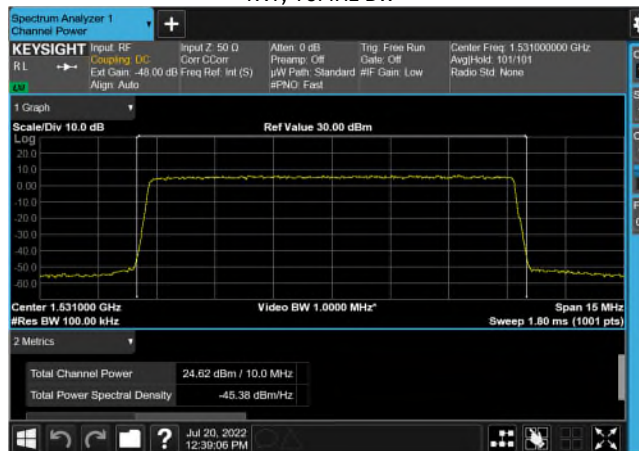 Spectrum Analyzer 1
Channel Power
+
KEYSIGHT Input: RF Input Z: 50 Ω Atten: 0 dB Trig: Free Run Center Freq: 1.531000000 GHz
RL Coupling: DC Corr CCorr Preamp: Off Gate: Off Avg|Hold: 101/101
Ext Gain: -48.00 dB Freq Ref: Int (S) µW Path: Standard #IF Gain: Low Radio Std: None
Align: Auto #PNO: Fast
1 Graph
Scale/Div 10.0 dB Ref Value 30.00 dBm
Log
20.0
10.0
0.00
-10.0
-20.0
-30.0
-40.0
-50.0
-60.0
Center 1.531000 GHz Video BW 1.0000 MHz* Span 15 MHz
#Res BW 100.00 kHz Sweep 1.80 ms (1001 pts)
2 Metrics
Total Channel Power 24.62 dBm / 10.0 MHz
Total Power Spectral Density -45.38 dBm/Hz
?
Jul 20, 2022
12:39:06 PM